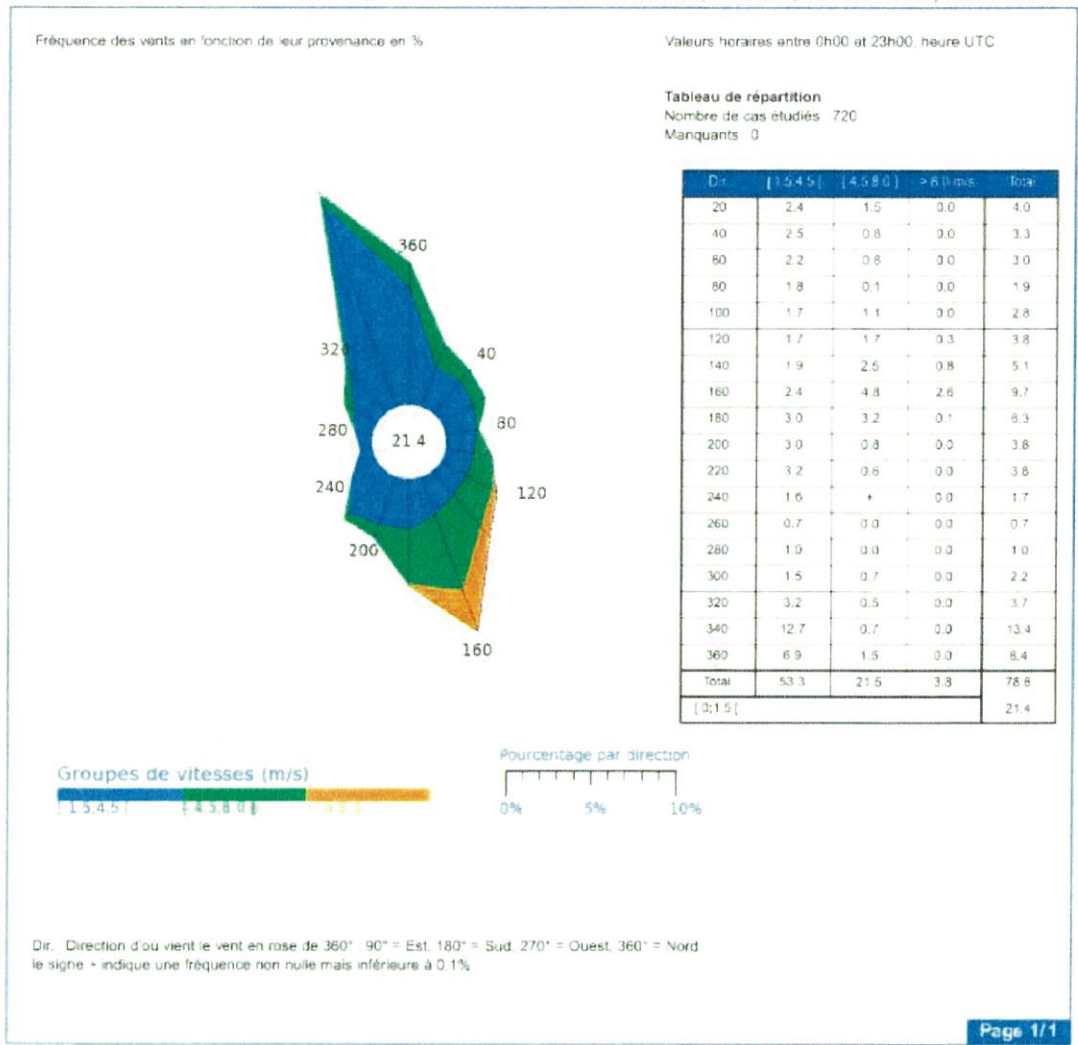 Fréquence des vents en fonction de leur provenance en %
Valeurs horaires entre 0h00 et 23h00, heure UTC
Tableau de répartition
Nombre de cas étudiés : 720
Manquants : 0
Dir. [ 1.5;4.5 [ [ 4.5;8.0 ] > 8.0 m/s Total
20 2.4 1.5 0.0 4.0
40 2.5 0.8 0.0 3.3
60 2.2 0.8 0.0 3.0
80 1.8 0.1 0.0 1.9
100 1.7 1.1 0.0 2.8
120 1.7 1.7 0.3 3.8
140 1.9 2.5 0.8 5.1
160 2.4 4.8 2.6 9.7
180 3.0 3.2 0.1 6.3
200 3.0 0.8 0.0 3.8
220 3.2 0.6 0.0 3.8
240 1.6 + 0.0 1.7
260 0.7 0.0 0.0 0.7
280 1.0 0.0 0.0 1.0
300 1.5 0.7 0.0 2.2
320 3.2 0.5 0.0 3.7
340 12.7 0.7 0.0 13.4
360 6.9 1.5 0.0 8.4
Total 53.3 21.5 3.8 78.6
[ 0;1.5 [ 21.4
360
320
40
280
21.4
80
240
120
200
160
Groupes de vitesses (m/s)
[ 1.5;4.5 [ [ 4.5;8.0 ]
Pourcentage par direction
0% 5% 10%
Dir. : Direction d'où vient le vent en rose de 360° : 90° = Est, 180° = Sud, 270° = Ouest, 360° = Nord
le signe + indique une fréquence non nulle mais inférieure à 0.1%
Page 1/1